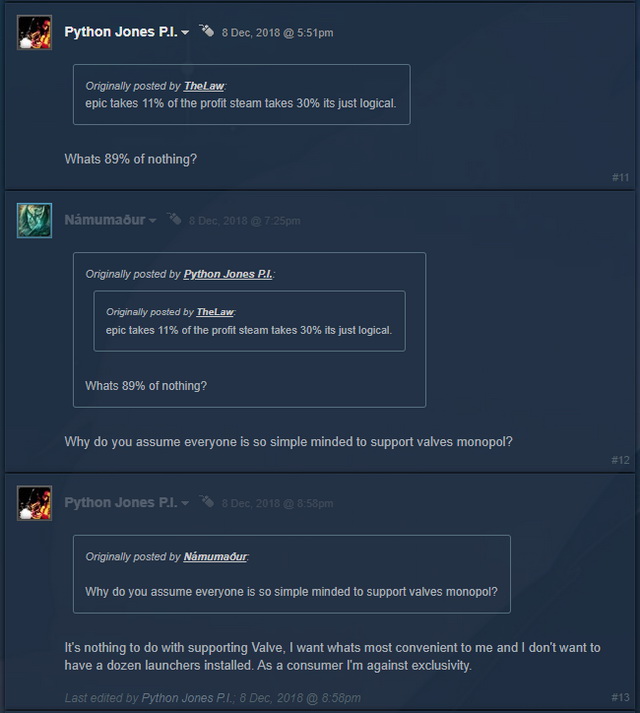 Python Jones P.I. 8 Dec, 2018 @ 5:51pm
Originally posted by TheLaw:
epic takes 11% of the profit steam takes 30% its just logical.
Whats 89% of nothing?
#11
Námumaður 8 Dec, 2018 @ 7:25pm
Originally posted by Python Jones P.I.:
Originally posted by TheLaw:
epic takes 11% of the profit steam takes 30% its just logical.
Whats 89% of nothing?
Why do you assume everyone is so simple minded to support valves monopol?
#12
Python Jones P.I. 8 Dec, 2018 @ 8:58pm
Originally posted by Námumaður:
Why do you assume everyone is so simple minded to support valves monopol?
It's nothing to do with supporting Valve, I want whats most convenient to me and I don't want to
have a dozen launchers installed. As a consumer I'm against exclusivity.
Last edited by Python Jones P.I.; 8 Dec, 2018 @ 8:58pm
#13